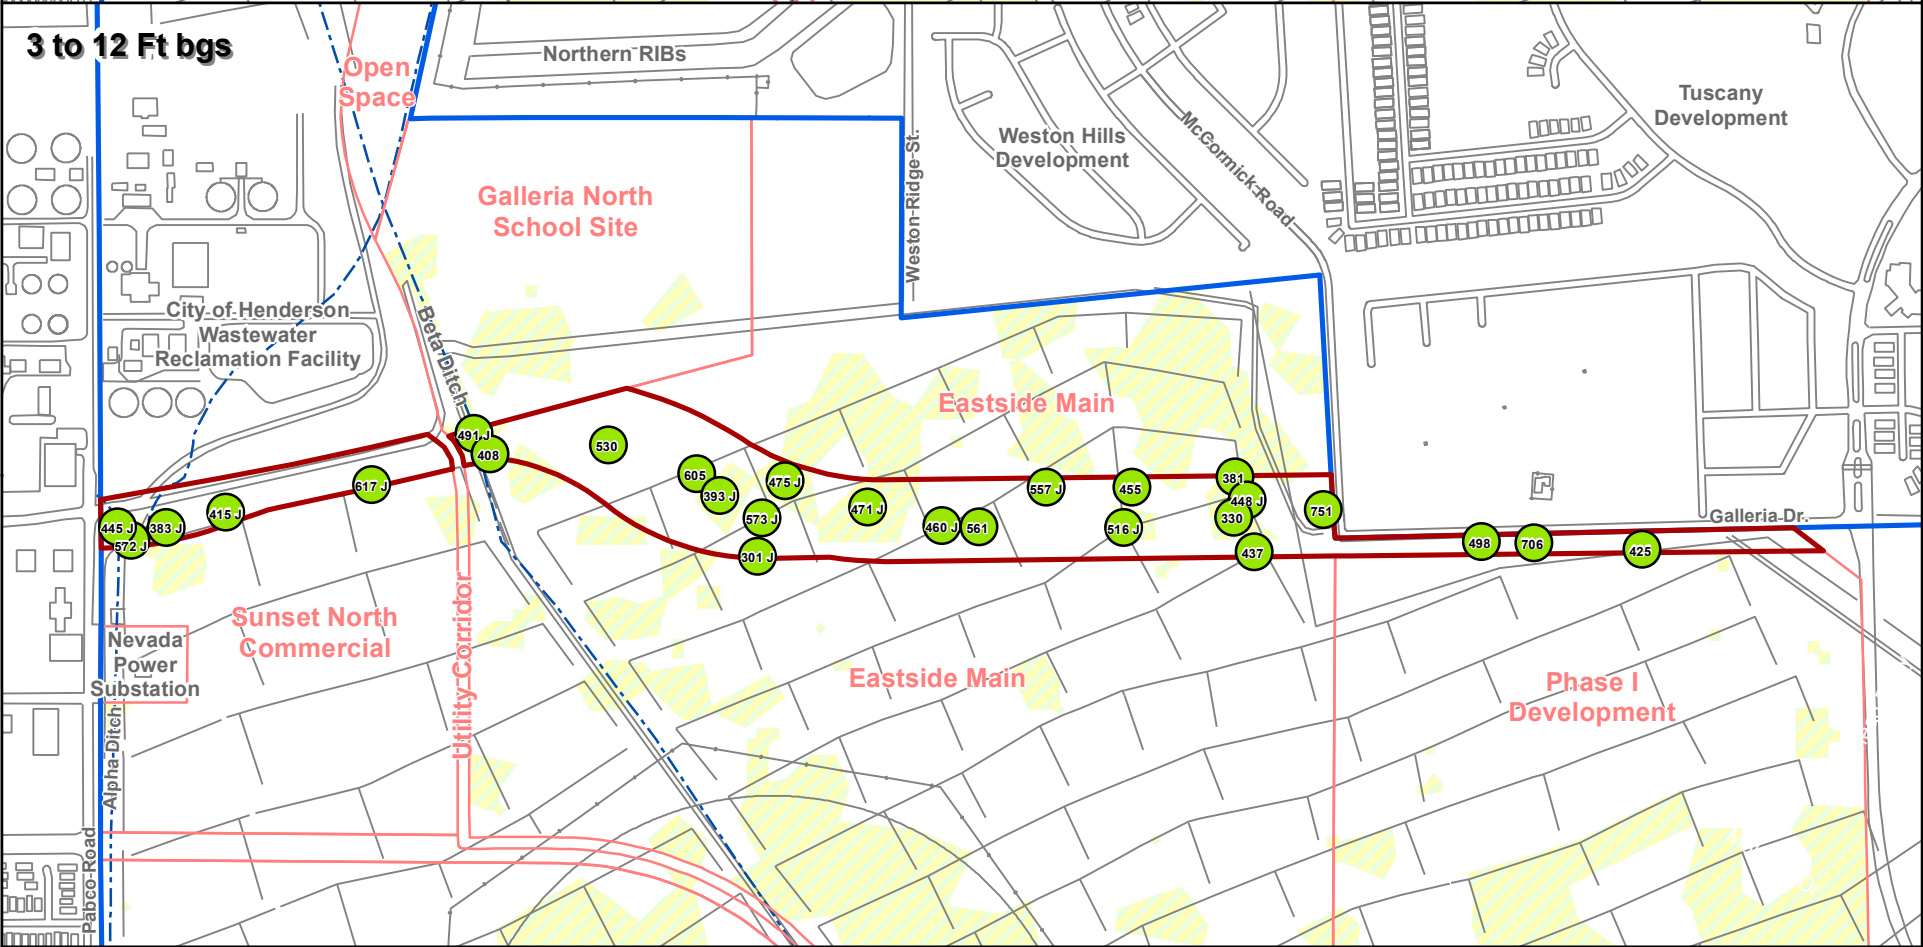 3 to 12 Ft bgs
Northern RIBs
Open
Space
Tuscany
Development
Weston Hills
Development
McCormick Road
Weston Ridge St.
Galleria North
School Site
City of Henderson
Wastewater
Reclamation Facility
Beta Ditch
Eastside Main
491 J
408
530
605
393 J
475 J
573 J
301 J
471 J
460 J
561
557 J
455
516 J
381
448 J
330
437
751
498
706
425
Galleria Dr.
617 J
415 J
383 J
445 J
572 J
Sunset North
Commercial
Utility Corridor
Nevada
Power
Substation
Alpha Ditch
Pabco Road
Eastside Main
Phase I
Development